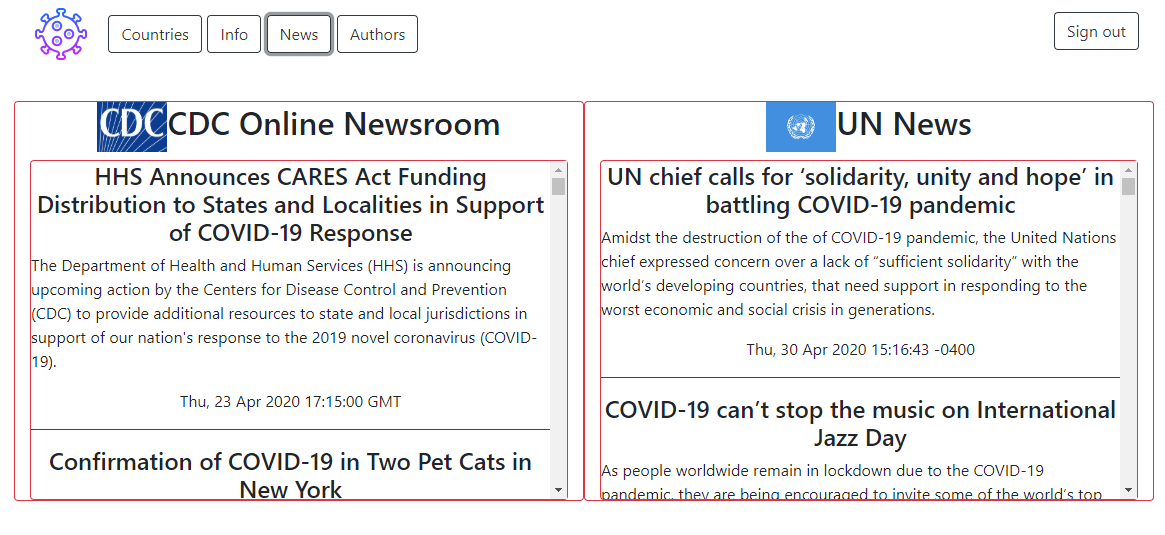 Countries
Info
News
Authors
Sign out
CDC
CDC Online Newsroom
HHS Announces CARES Act Funding
Distribution to States and Localities in Support
of COVID-19 Response
The Department of Health and Human Services (HHS) is announcing
upcoming action by the Centers for Disease Control and Prevention
(CDC) to provide additional resources to state and local jurisdictions in
support of our nation's response to the 2019 novel coronavirus (COVID-
19).
Thu, 23 Apr 2020 17:15:00 GMT
Confirmation of COVID-19 in Two Pet Cats in
New York
UN News
UN chief calls for ‘solidarity, unity and hope’ in
battling COVID-19 pandemic
Amidst the destruction of the of COVID-19 pandemic, the United Nations
chief expressed concern over a lack of “sufficient solidarity” with the
world’s developing countries, that need support in responding to the
worst economic and social crisis in generations.
Thu, 30 Apr 2020 15:16:43 -0400
COVID-19 can’t stop the music on International
Jazz Day
As people worldwide remain in lockdown due to the COVID-19
pandemic, they are being encouraged to invite some of the world’s top